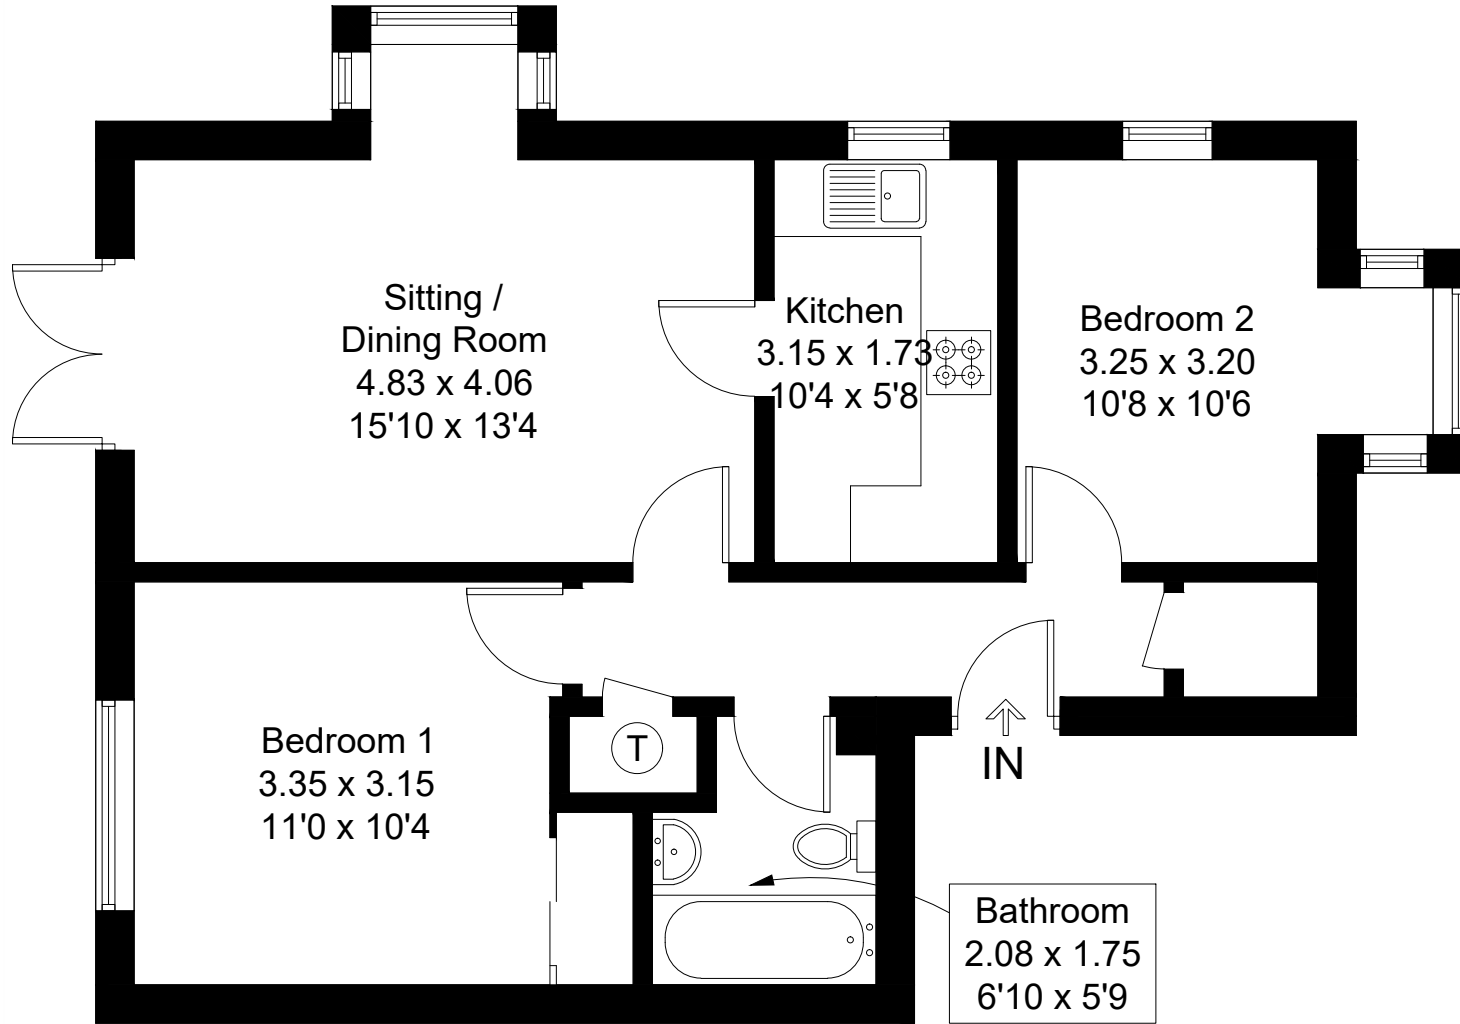 Sitting /
Dining Room
4.83 x 4.06
15'10 x 13'4
Kitchen
3.15 x 1.73
10'4 x 5'8
Bedroom 2
3.25 x 3.20
10'8 x 10'6
Bedroom 1
3.35 x 3.15
11'0 x 10'4
T
IN
Bathroom
2.08 x 1.75
6'10 x 5'9